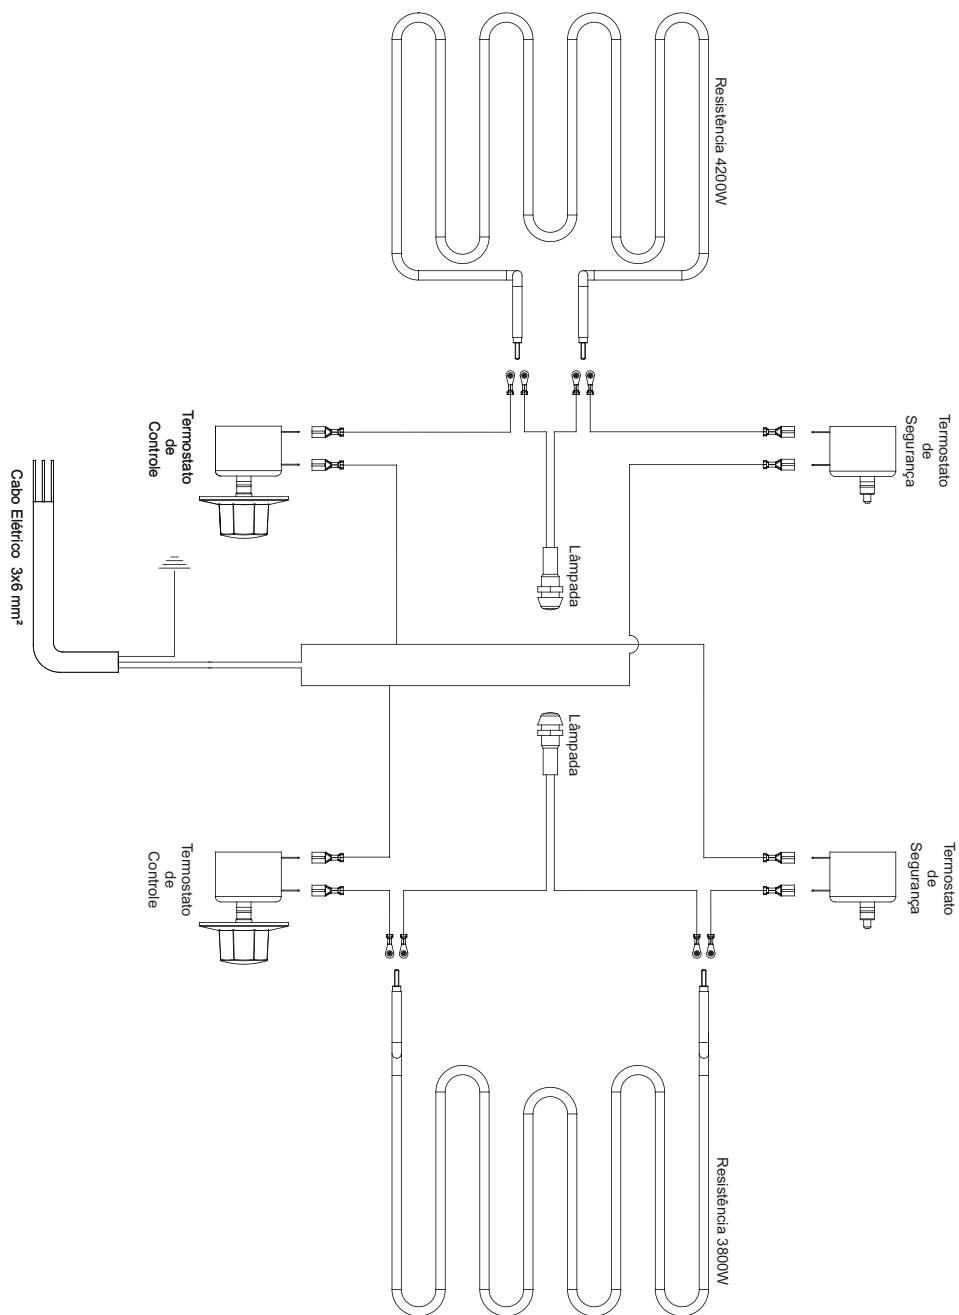 Resistência 4200W
Termostato
de
Segurança
Termostato
de
Controle
Cabo Elétrico 3x6 mm²
Lâmpada
Lâmpada
Termostato
de
Segurança
Termostato
de
Controle
Resistência 3800W